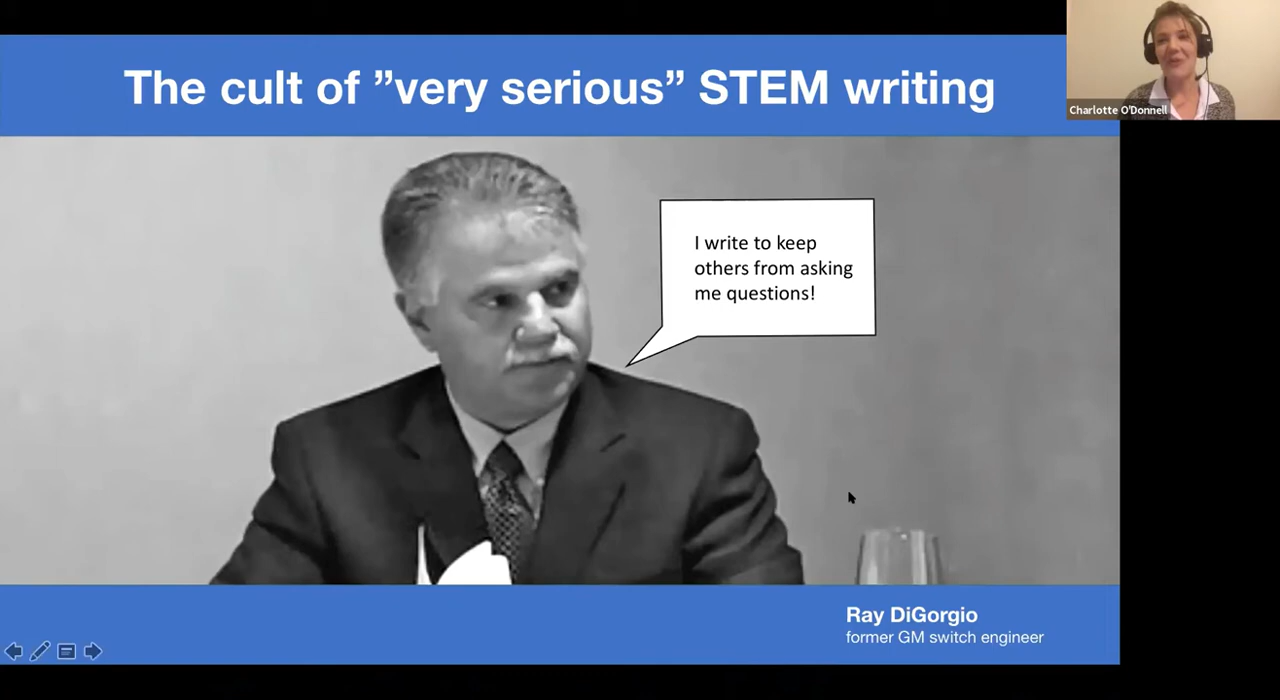 The cult of ”very serious” STEM writing
Charlotte O'Donnell
I write to keep
others from asking
me questions!
Ray DiGorgio
former GM switch engineer